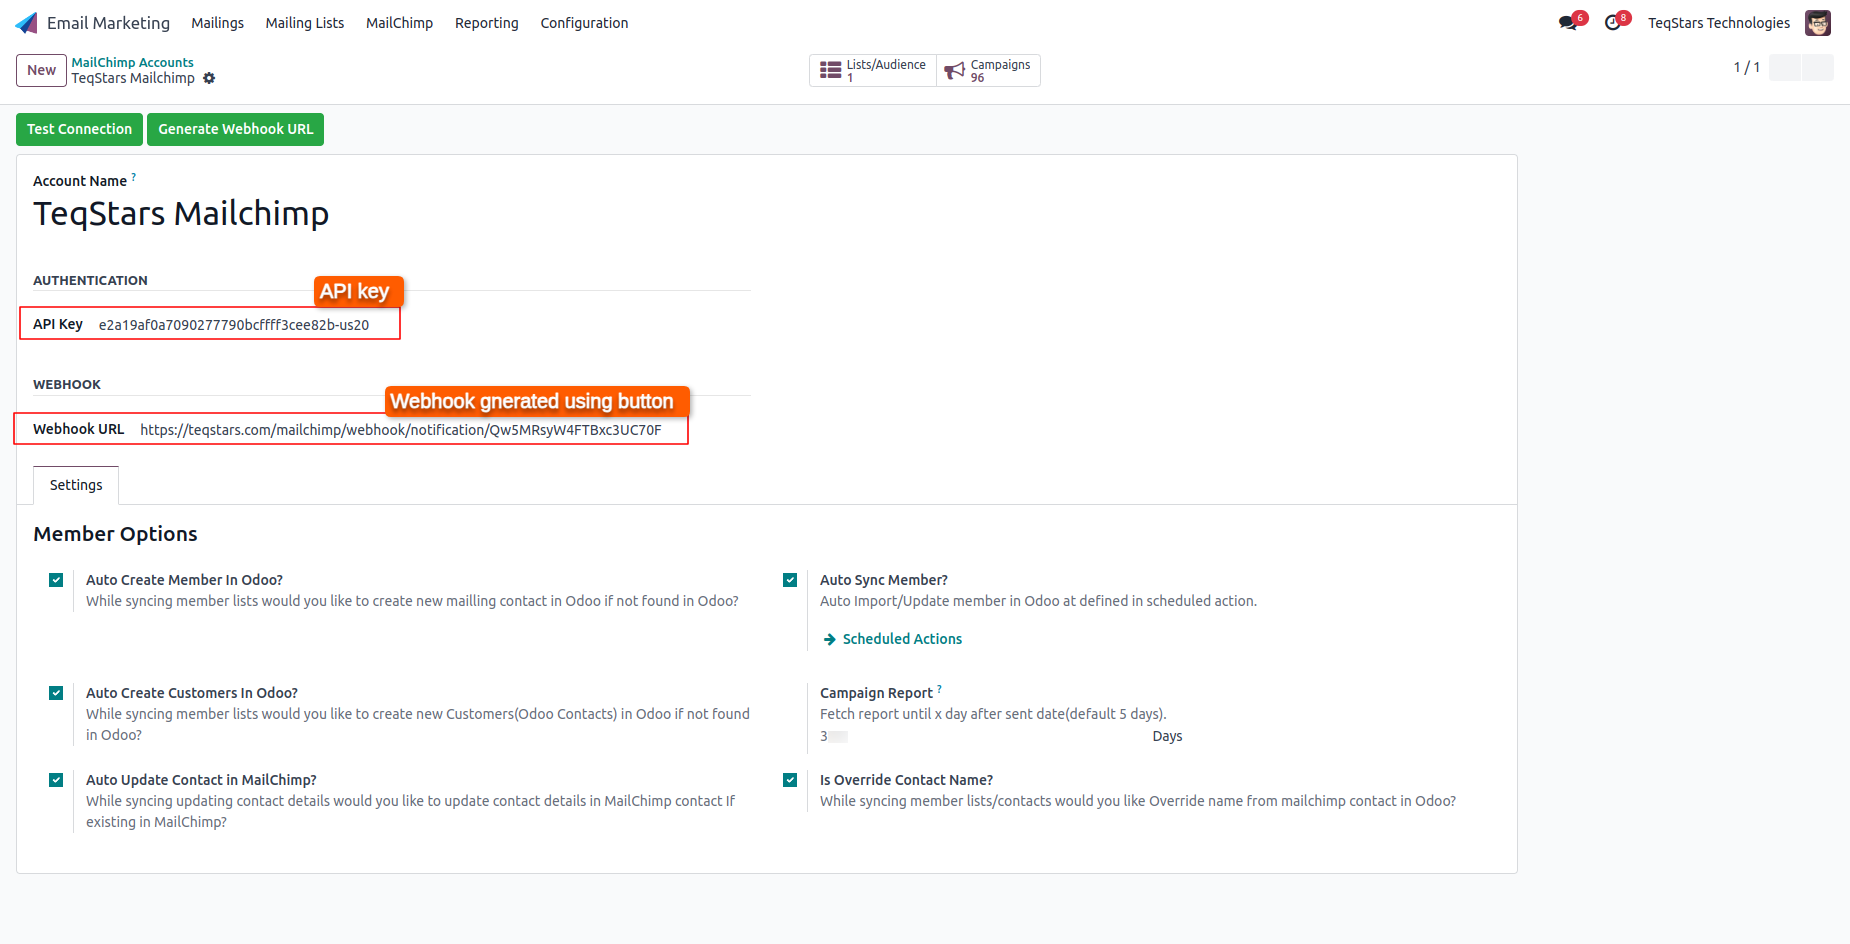 Email Marketing Mailings Mailing Lists MailChimp Reporting Configuration 6 8 TeqStars Technologies
New MailChimp Accounts
TeqStars Mailchimp
Lists/Audience
1
Campaigns
96
1 / 1
Test Connection Generate Webhook URL
Account Name ?
TeqStars Mailchimp
AUTHENTICATION
API key
API Key e2a19af0a7090277790bcffff3cee82b-us20
WEBHOOK
Webhook gnerated using button
Webhook URL https://teqstars.com/mailchimp/webhook/notification/Qw5MRsyW4FTBxc3UC70F
Settings
Member Options
Auto Create Member In Odoo?
While syncing member lists would you like to create new mailling contact in Odoo if not found in Odoo?
Auto Sync Member?
Auto Import/Update member in Odoo at defined in scheduled action.
Scheduled Actions
Auto Create Customers In Odoo?
While syncing member lists would you like to create new Customers(Odoo Contacts) in Odoo if not found
in Odoo?
Campaign Report ?
Fetch report until x day after sent date(default 5 days).
3 Days
Auto Update Contact in MailChimp?
While syncing updating contact details would you like to update contact details in MailChimp contact If
existing in MailChimp?
Is Override Contact Name?
While syncing member lists/contacts would you like Override name from mailchimp contact in Odoo?